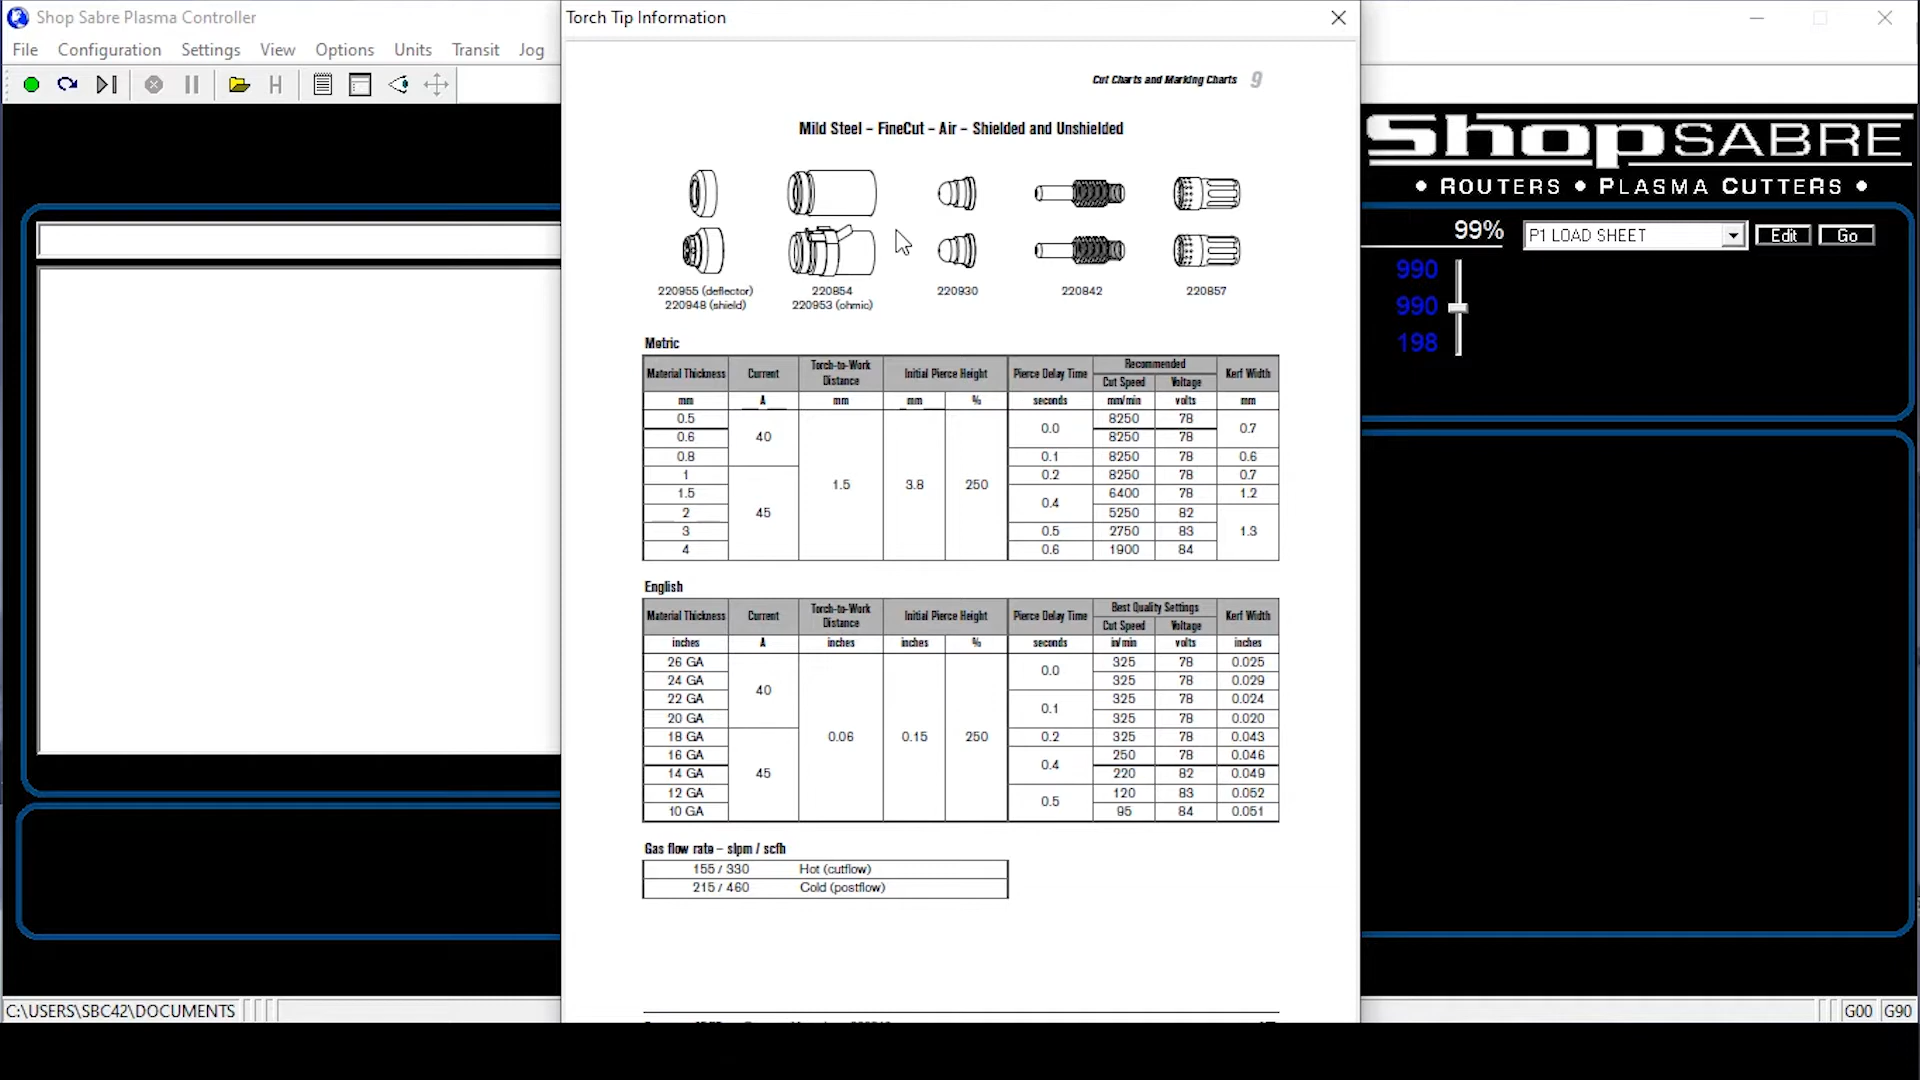 Shop Sabre Plasma Controller
File Configuration Settings View Options Units Transit Jog
Torch Tip Information
Cut Charts and Marking Charts 9
Mild Steel – FineCut – Air – Shielded and Unshielded
220955 (deflector) 220854 220930 220842 220857
220948 (shield) 220953 (ohmic)
Metric
Material Thickness Current Torch-to-Work Distance Initial Pierce Height Pierce Delay Time Recommended Kerf Width
Cut Speed Voltage
mm A mm mm % seconds mm/min volts mm
0.5 40 1.5 3.8 250 0.0 8250 78 0.7
0.6 8250 78
0.8 0.1 8250 78 0.6
1 45 0.2 8250 78 0.7
1.5 0.4 6400 78 1.2
2 5250 82 1.3
3 0.5 2750 83
4 0.6 1900 84
English
Material Thickness Current Torch-to-Work Distance Initial Pierce Height Pierce Delay Time Best Quality Settings Kerf Width
Cut Speed Voltage
inches A inches inches % seconds in/min volts inches
26 GA 40 0.06 0.15 250 0.0 325 78 0.025
24 GA 325 78 0.029
22 GA 0.1 325 78 0.024
20 GA 325 78 0.020
18 GA 45 0.2 325 78 0.043
16 GA 0.4 250 78 0.046
14 GA 220 82 0.049
12 GA 0.5 120 83 0.052
10 GA 95 84 0.051
Gas flow rate – slpm / scfh
155 / 330 Hot (cutflow)
215 / 460 Cold (postflow)
ShopSABRE
• ROUTERS • PLASMA CUTTERS •
99% P1 LOAD SHEET Edit Go
990
990
198
C:\USERS\SBC42\DOCUMENTS
G00 G90